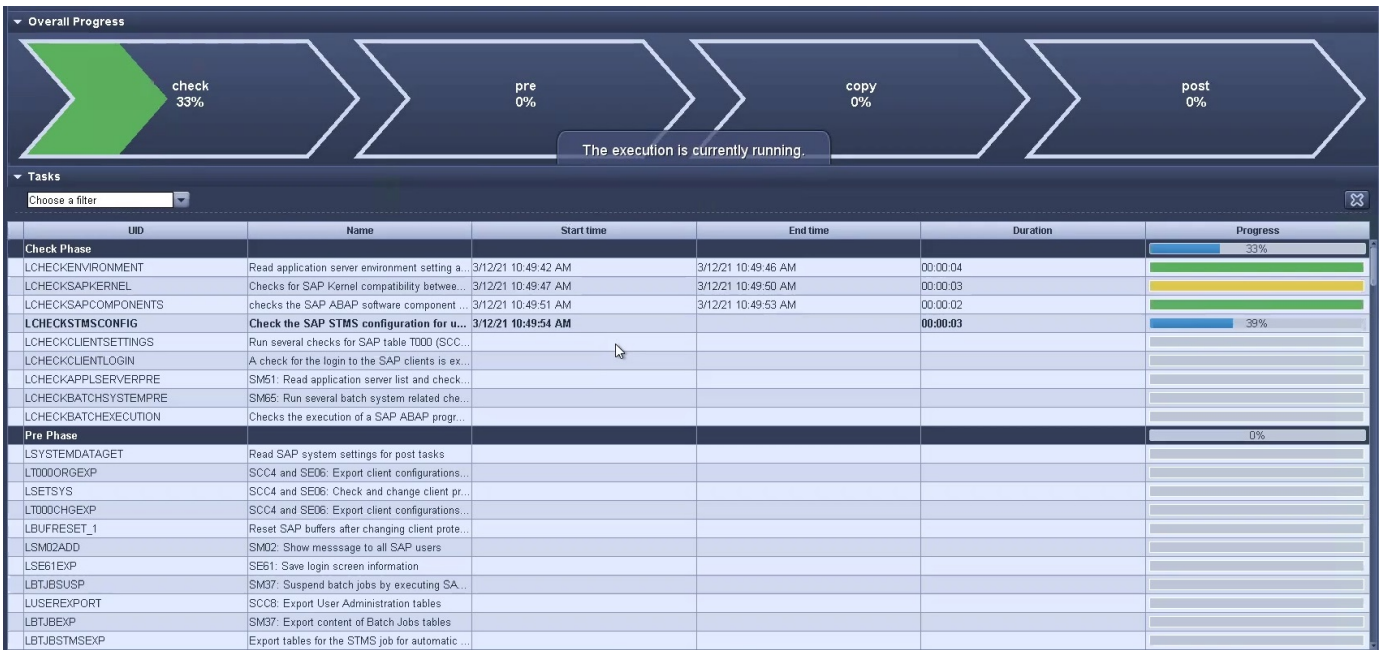 Overall Progress
check
33%
pre
0%
copy
0%
post
0%
The execution is currently running.
Tasks
Choose a filter
UID Name Start time End time Duration Progress
Check Phase 33%
LCHECKENVIRONMENT Read application server environment setting a... 3/12/21 10:49:42 AM 3/12/21 10:49:46 AM 00:00:04
LCHECKSAPKERNEL Checks for SAP Kernel compatibility betwee... 3/12/21 10:49:47 AM 3/12/21 10:49:50 AM 00:00:03
LCHECKSAPCOMPONENTS checks the SAP ABAP software component ... 3/12/21 10:49:51 AM 3/12/21 10:49:53 AM 00:00:02
LCHECKSTMSCONFIG Check the SAP STMS configuration for u... 3/12/21 10:49:54 AM 00:00:03 39%
LCHECKCLIENTSETTINGS Run several checks for SAP table T000 (SCC...
LCHECKCLIENTLOGIN A check for the login to the SAP clients is ex...
LCHECKAPPLSERVERPRE SM51: Read application server list and check...
LCHECKBATCHSYSTEMPRE SM65: Run several batch system related che...
LCHECKBATCHEXECUTION Checks the execution of a SAP ABAP progr...
Pre Phase 0%
LSYSTEMDATAGET Read SAP system settings for post tasks
LT000ORGEXP SCC4 and SE06: Export client configurations...
LSETSYS SCC4 and SE06: Check and change client pr...
LT000CHGEXP SCC4 and SE06: Export client configurations...
LBUFRESET_1 Reset SAP buffers after changing client prote...
LSM02ADD SM02: Show messsage to all SAP users
LSE61EXP SE61: Save login screen information
LBTJBSUSP SM37: Suspend batch jobs by executing SA...
LUSEREXPORT SCC8: Export User Administration tables
LBTJBEXP SM37: Export content of Batch Jobs tables
LBTJBSTMSEXP Export tables for the STMS job for automatic ...